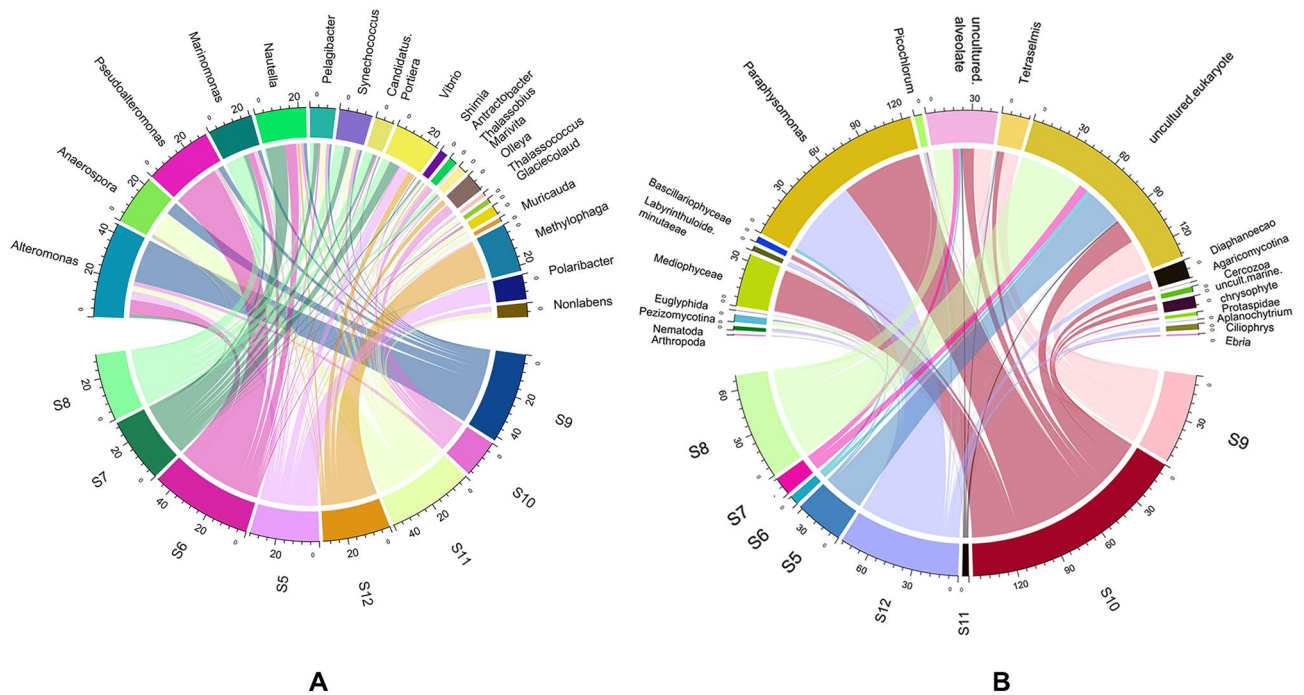 Alteromonas
Anaerospora
Pseudoalteromonas
Marinomonas
Nautella
Pelagibacter
Synechococcus
Candidatus.
Portiera
Vibrio
Shimia
Antractobacter
Thalassobius
Marivita
Olleya
Thalassococcus
Glaciecolaud
Muricauda
Methylophaga
Polaribacter
Nonlabens
S9
S10
S11
S12
S5
S6
S7
S8
A
Arthropoda
Nematoda
Pezizomycotina
Euglyphida
Mediophyceae
Labyrinthuloide.
minutaeae
Bascillariophyceae
Paraphysomonas
Picochlorum
uncultured.
alveolate
Tetraselmis
uncultured.eukaryote
Diaphanoecao
Agaricomycotina
Cercozoa
uncult.marine.
chrysophyte
Protaspidae
Aplanochytrium
Ciliophrys
Ebria
S9
S10
S11
S12
S5
S6
S7
S8
B